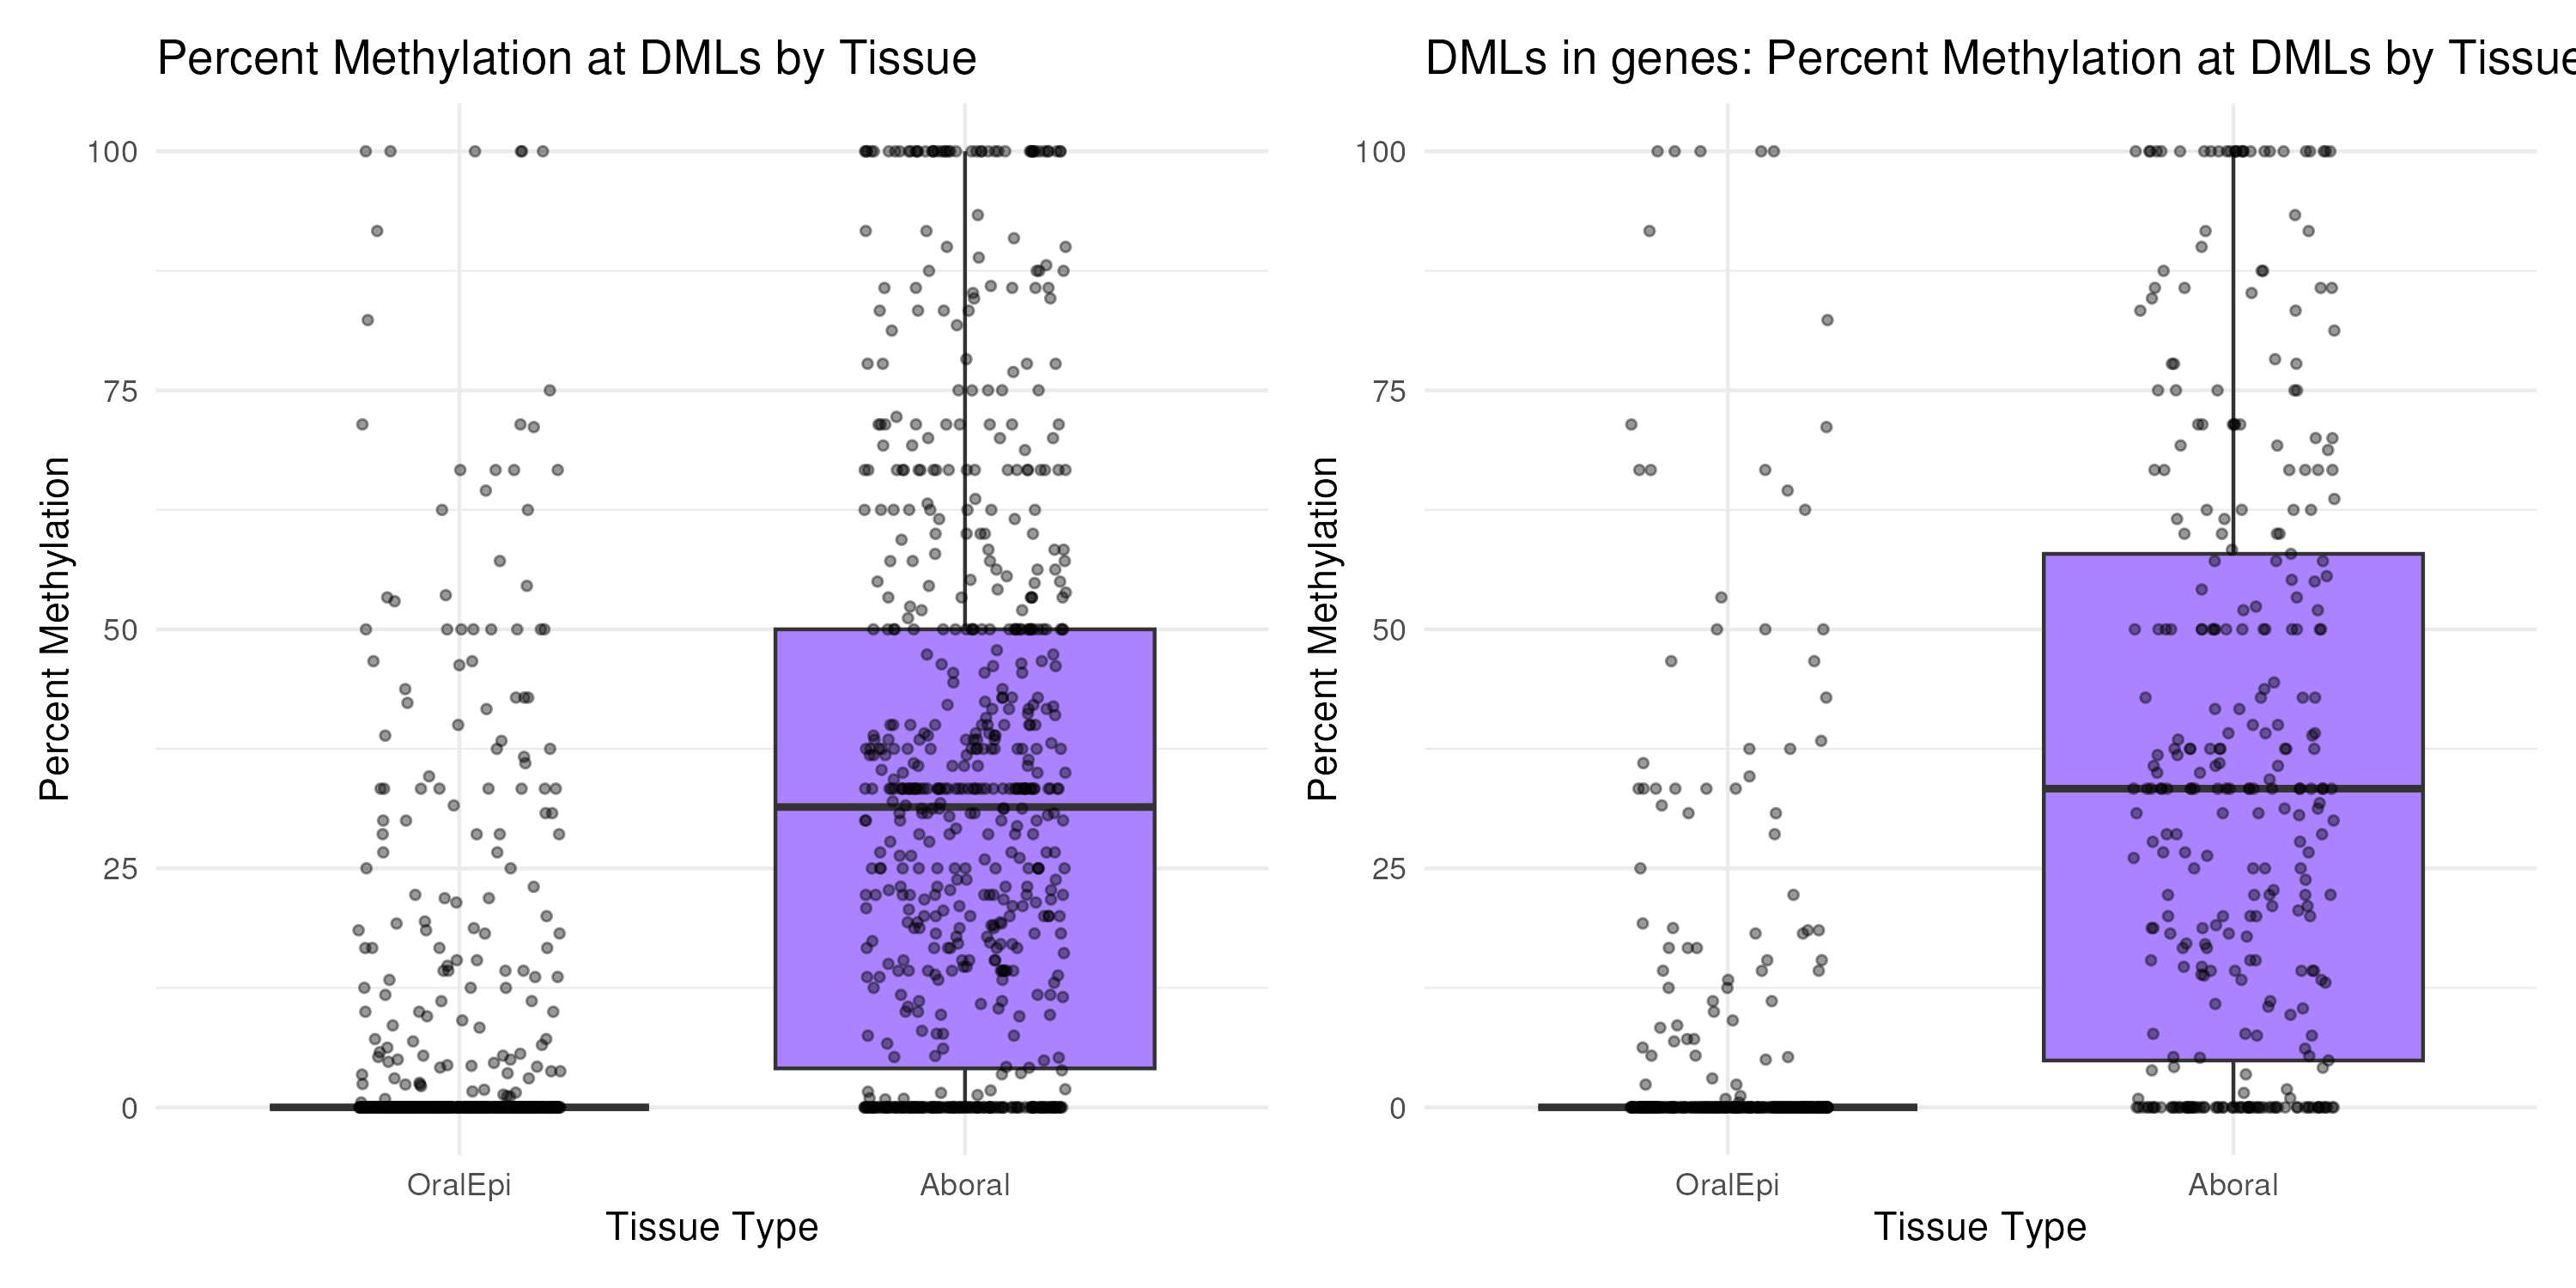 Percent Methylation at DMLs by Tissue
Percent Methylation
100
75
50
25
0
OralEpi
Aboral
Tissue Type
DMLs in genes: Percent Methylation at DMLs by Tissue
Percent Methylation
100
75
50
25
0
OralEpi
Aboral
Tissue Type